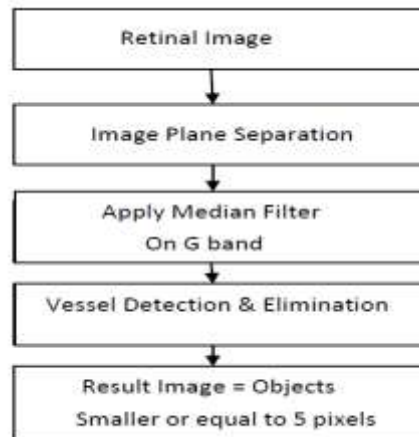 Retinal Image
Image Plane Separation
Apply Median Filter
On G band
Vessel Detection & Elimination
Result Image = Objects
Smaller or equal to 5 pixels